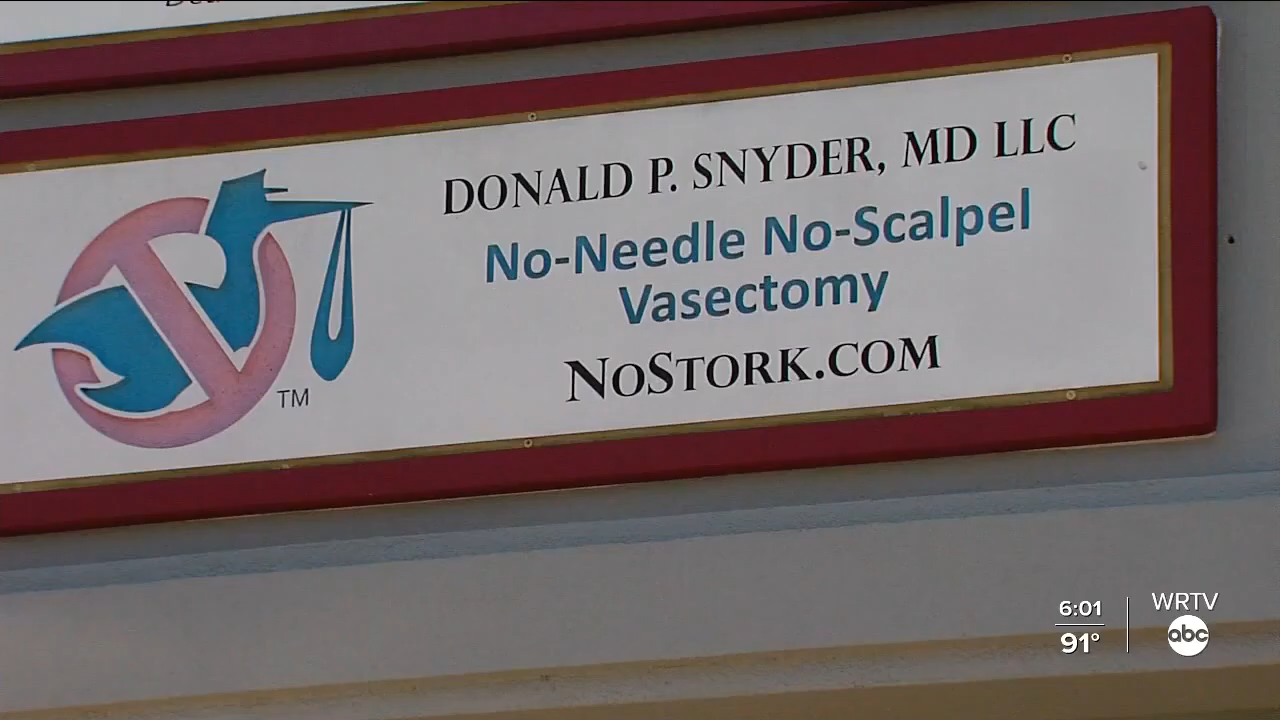 DONALD P. SNYDER, MD LLC
No-Needle No-Scalpel
Vasectomy
NOSTORK.COM
TM
6:01
91°
WRTV
abc